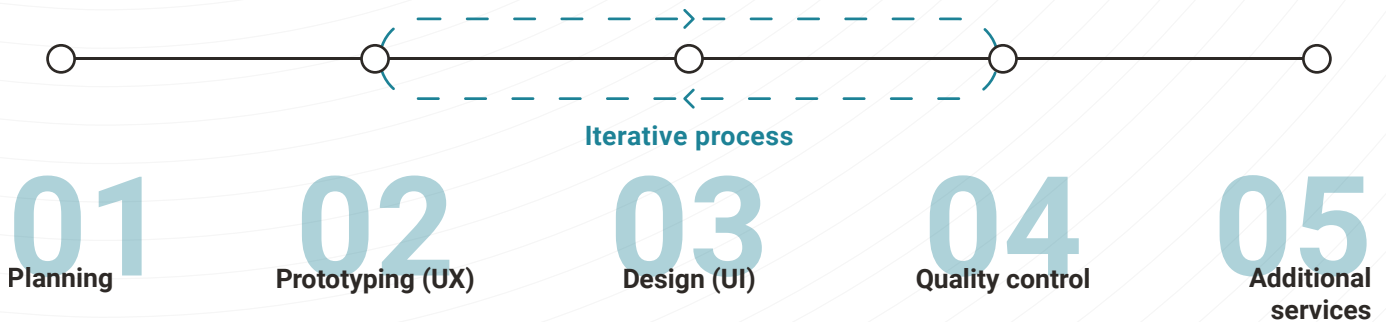 Iterative process
01
Planning
02
Prototyping (UX)
03
Design (UI)
04
Quality control
05
Additional
services